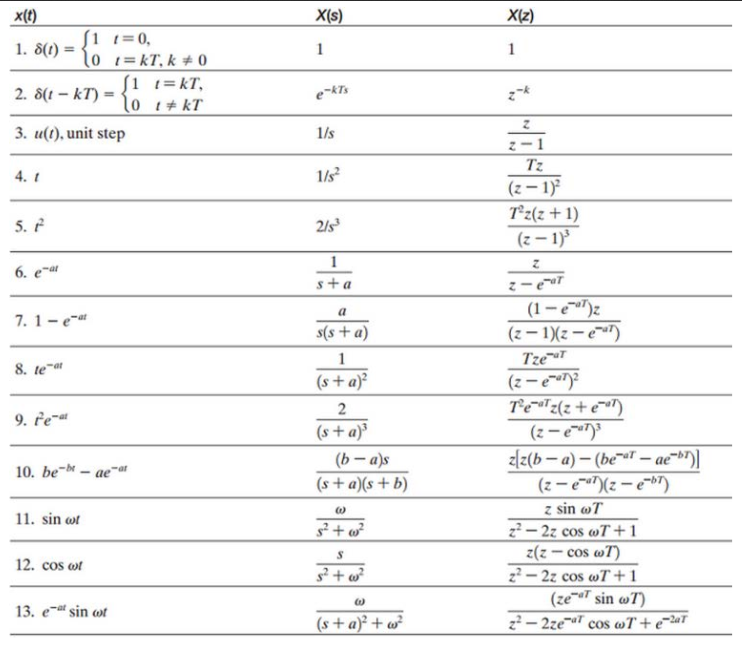 x(t) X(s) X(z)
1. δ(t) = {1 t = 0, 0 t = kT, k ≠ 0 1 1
2. δ(t − kT) = {1 t = kT, 0 t ≠ kT e^−kTs z^−k
3. u(t), unit step 1/s z/(z − 1)
4. t 1/s² Tz/(z − 1)²
5. t² 2/s³ T²z(z + 1)/(z − 1)³
6. e^−at 1/(s + a) z/(z − e^−aT)
7. 1 − e^−at a/(s(s + a)) (1 − e^−aT)z/((z − 1)(z − e^−aT))
8. te^−at 1/(s + a)² Tze^−aT/(z − e^−aT)²
9. t²e^−at 2/(s + a)³ T²e^−aT z(z + e^−aT)/(z − e^−aT)³
10. be^−bt − ae^−at (b − a)s/((s + a)(s + b)) z[z(b − a) − (be^−aT − ae^−bT)]/((z − e^−aT)(z − e^−bT))
11. sin ωt ω/(s² + ω²) z sin ωT/(z² − 2z cos ωT + 1)
12. cos ωt s/(s² + ω²) z(z − cos ωT)/(z² − 2z cos ωT + 1)
13. e^−at sin ωt ω/((s + a)² + ω²) (ze^−aT sin ωT)/(z² − 2ze^−aT cos ωT + e^−2aT)